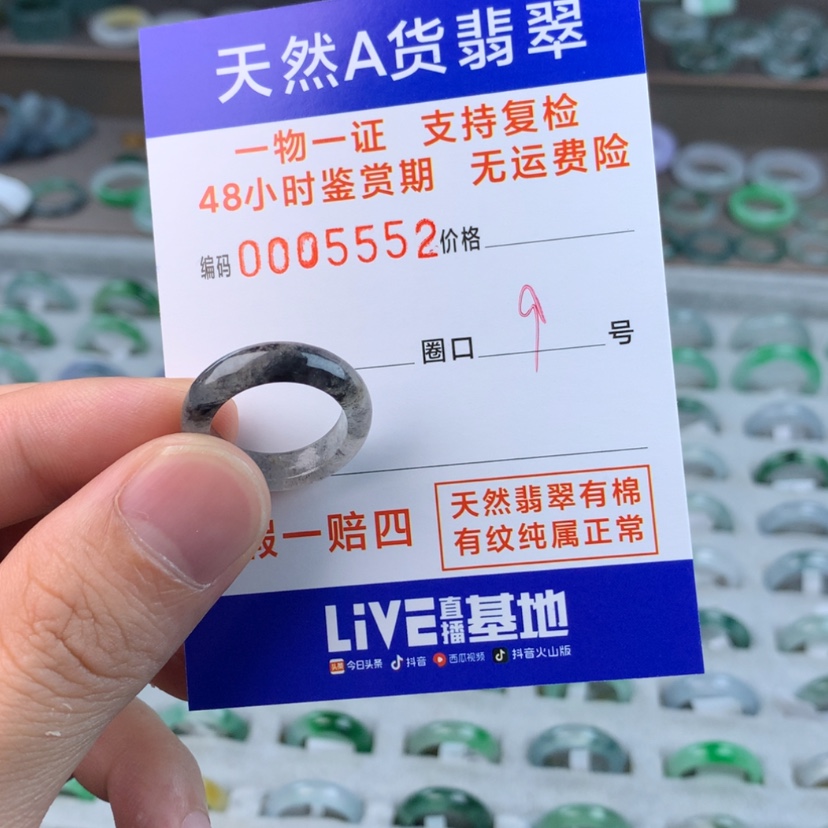 天然A货翡翠
一物一证 支持复检
48小时鉴赏期 无运费险
编码 0005552 价格
圈口 9 号
一赔四
天然翡翠有棉
有纹纯属正常
LiVE直播基地
头条 今日头条 抖音 西瓜视频 抖音火山版